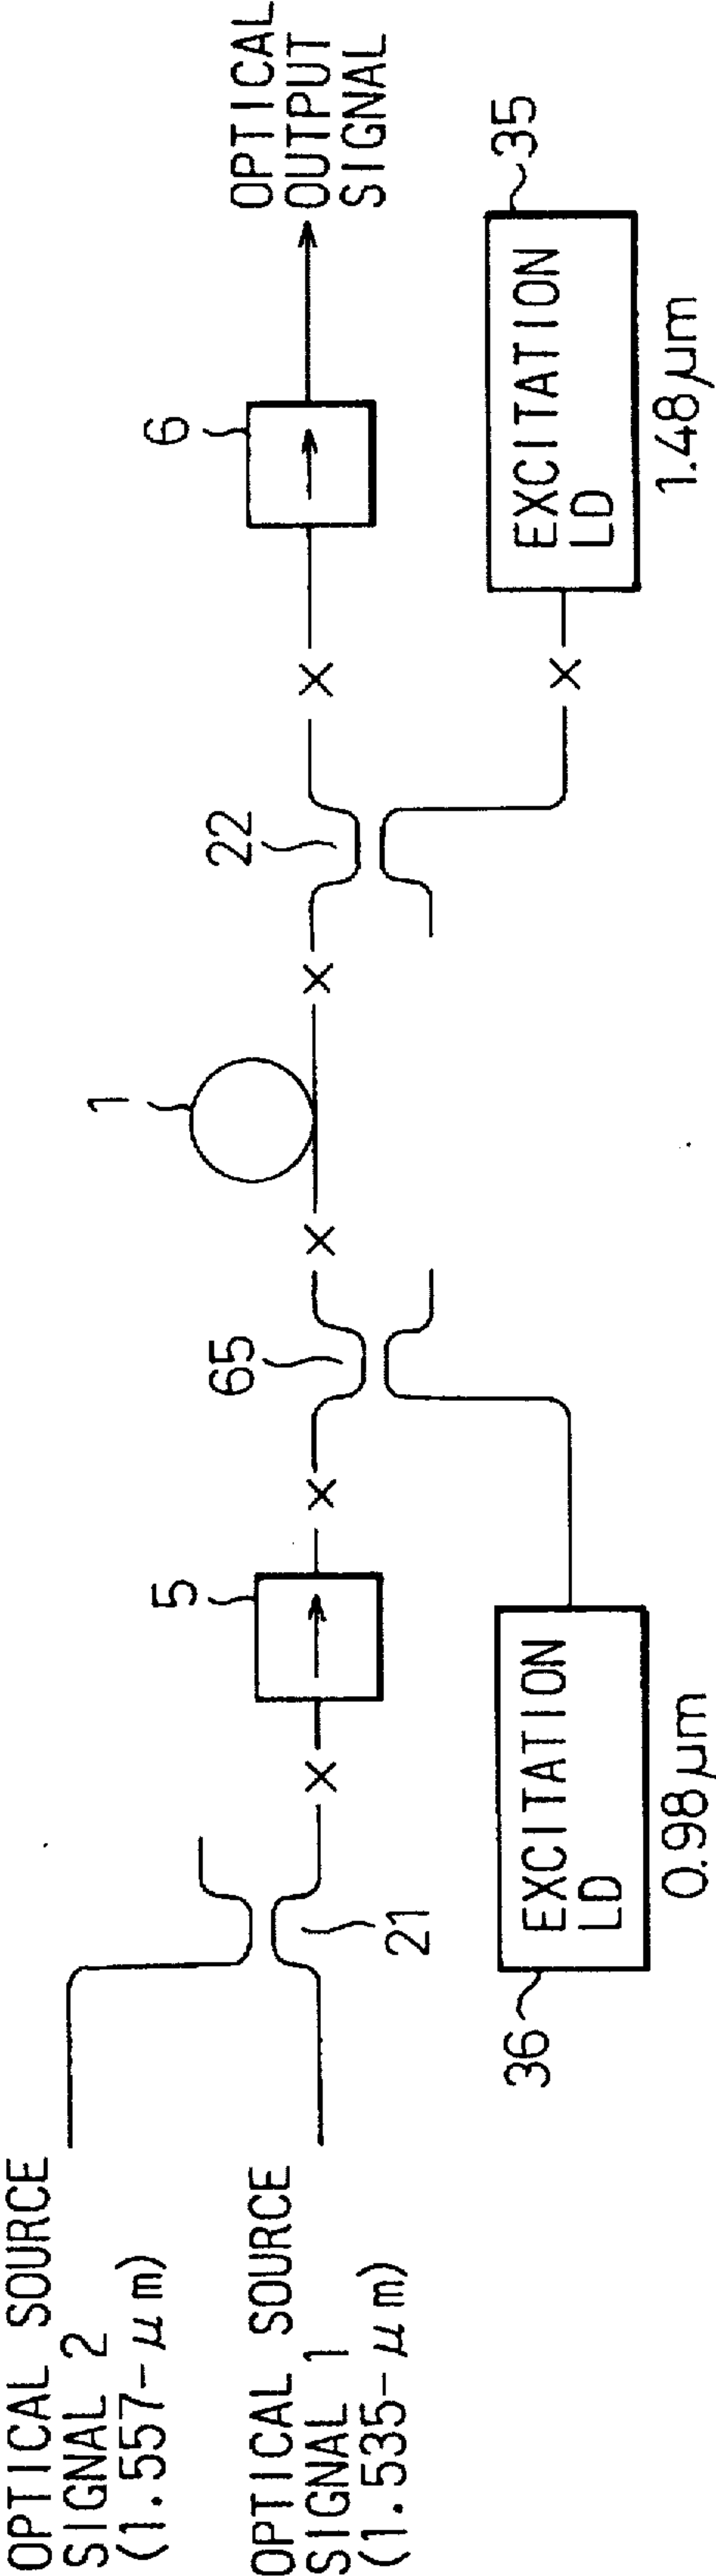 OPTICAL SOURCE
SIGNAL 2
(1.557-μm)
OPTICAL SOURCE
SIGNAL 1
(1.535-μm)
21
36
EXCITATION
LD
0.98μm
5
65
1
22
6
EXCITATION
LD
1.48μm
35
OPTICAL
OUTPUT
SIGNAL